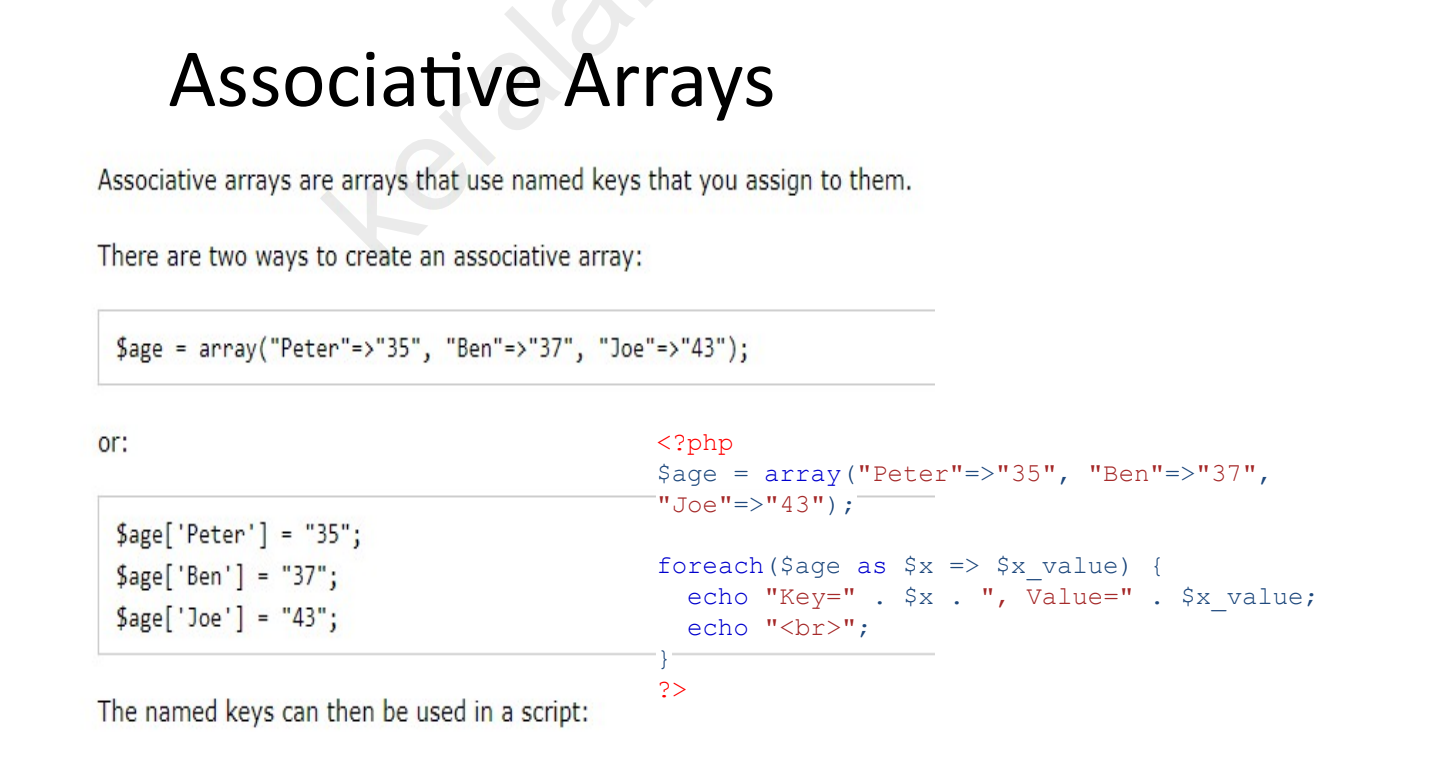 Associative Arrays
Associative arrays are arrays that use named keys that you assign to them.
There are two ways to create an associative array:
$age = array("Peter"=>"35", "Ben"=>"37", "Joe"=>"43");
or:
$age['Peter'] = "35";
$age['Ben'] = "37";
$age['Joe'] = "43";
The named keys can then be used in a script:
<?php
$age = array("Peter"=>"35", "Ben"=>"37",
"Joe"=>"43");
foreach($age as $x => $x_value) {
  echo "Key=" . $x . ", Value=" . $x_value;
  echo "<br>";
}
?>